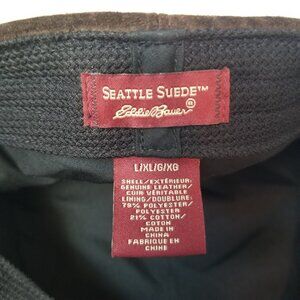 SEATTLE SUEDE™
Eddie Bauer®
L/XL/G/XG
SHELL/EXTÉRIEUR:
GENUINE LEATHER/
CUIR VÉRITABLE
LINING/DOUBLURE:
79% POLYESTER/
POLYESTER
21% COTTON/
COTON
MADE IN
CHINA
FABRIQUÉ EN
CHINE